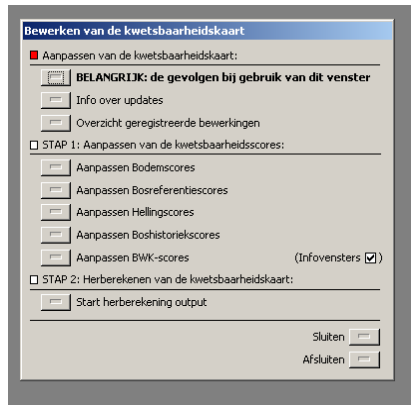 Bewerken van de kwetsbaarheidskaart
Aanpassen van de kwetsbaarheidskaart:
BELANGRIJK: de gevolgen bij gebruik van dit venster
Info over updates
Overzicht geregistreerde bewerkingen
STAP 1: Aanpassen van de kwetsbaarheidsscores:
Aanpassen Bodemscores
Aanpassen Bosreferentiescores
Aanpassen Hellingscores
Aanpassen Boshistoriekscores
Aanpassen BWK-scores (Infovensters )
STAP 2: Herberekenen van de kwetsbaarheidskaart:
Start herberekening output
Sluiten
Afsluiten